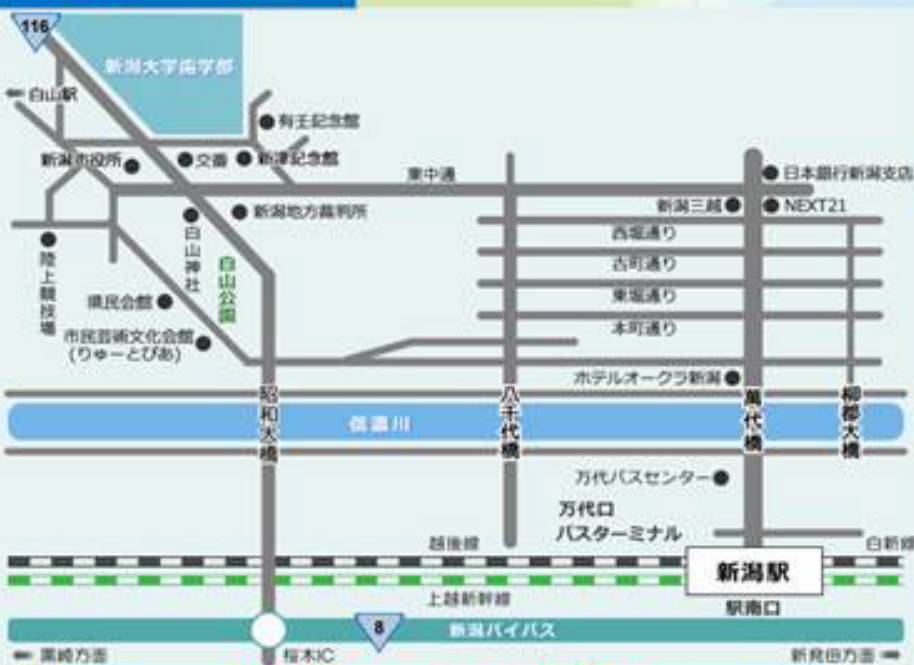 116
新潟大学歯学部
白山駅
有壬記念館
新潟市役所
交番
新津記念館
東中通
日本銀行新潟支店
新潟地方裁判所
新潟三越
NEXT21
白山神社
白山公園
西堀通り
古町通り
東堀通り
本町通り
陸上競技場
県民会館
市民芸術文化会館
(りゅーとぴあ)
ホテルオークラ新潟
昭和大橋
八千代橋
萬代橋
柳都大橋
信濃川
万代バスセンター
万代口
バスターミナル
越後線
白新線
新潟駅
上越新幹線
駅南口
8
新潟バイパス
黒崎方面
桜木IC
新発田方面